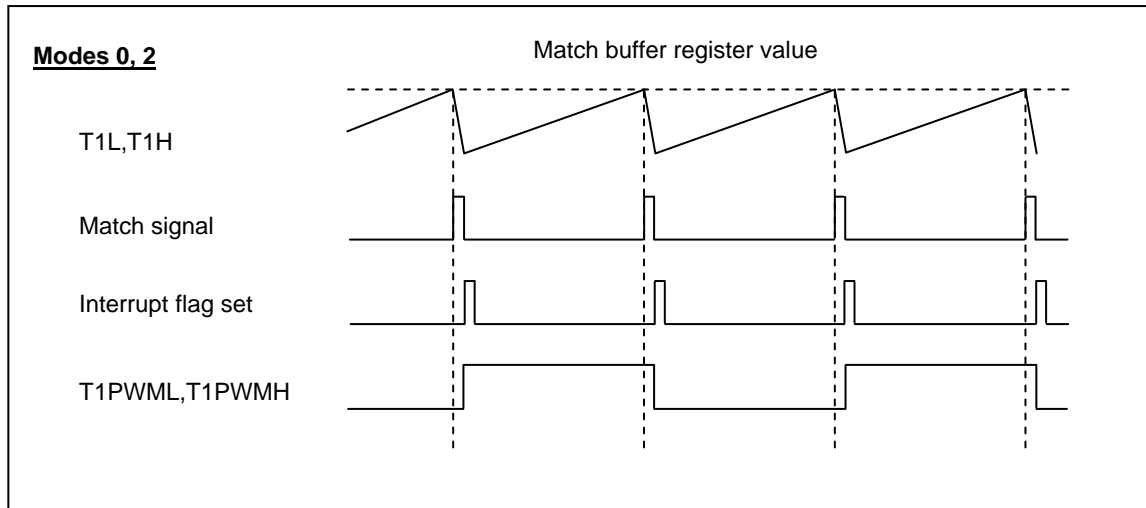 Modes 0, 2
Match buffer register value
T1L,T1H
Match signal
Interrupt flag set
T1PWML,T1PWMH